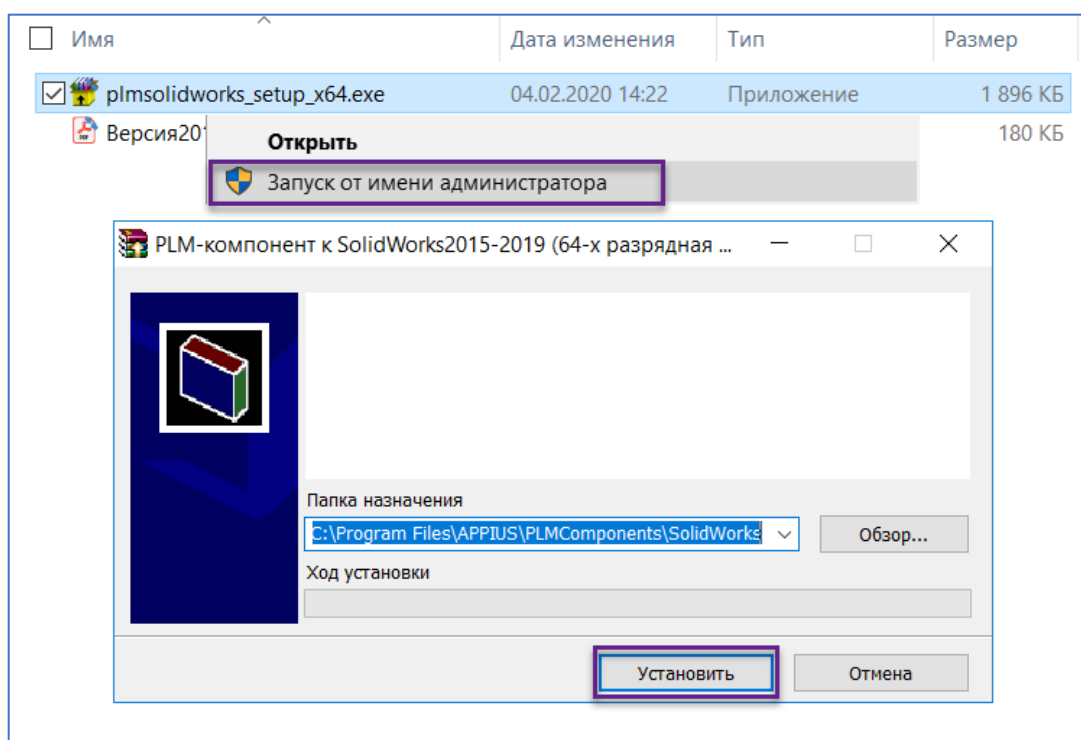 Имя Дата изменения Тип Размер
plmsolidworks_setup_x64.exe 04.02.2020 14:22 Приложение 1 896 КБ
Версия20 180 КБ
Открыть
Запуск от имени администратора
PLM-компонент к SolidWorks2015-2019 (64-х разрядная ...
Папка назначения
C:\Program Files\APPIUS\PLMComponents\SolidWorks
Обзор...
Ход установки
Установить Отмена